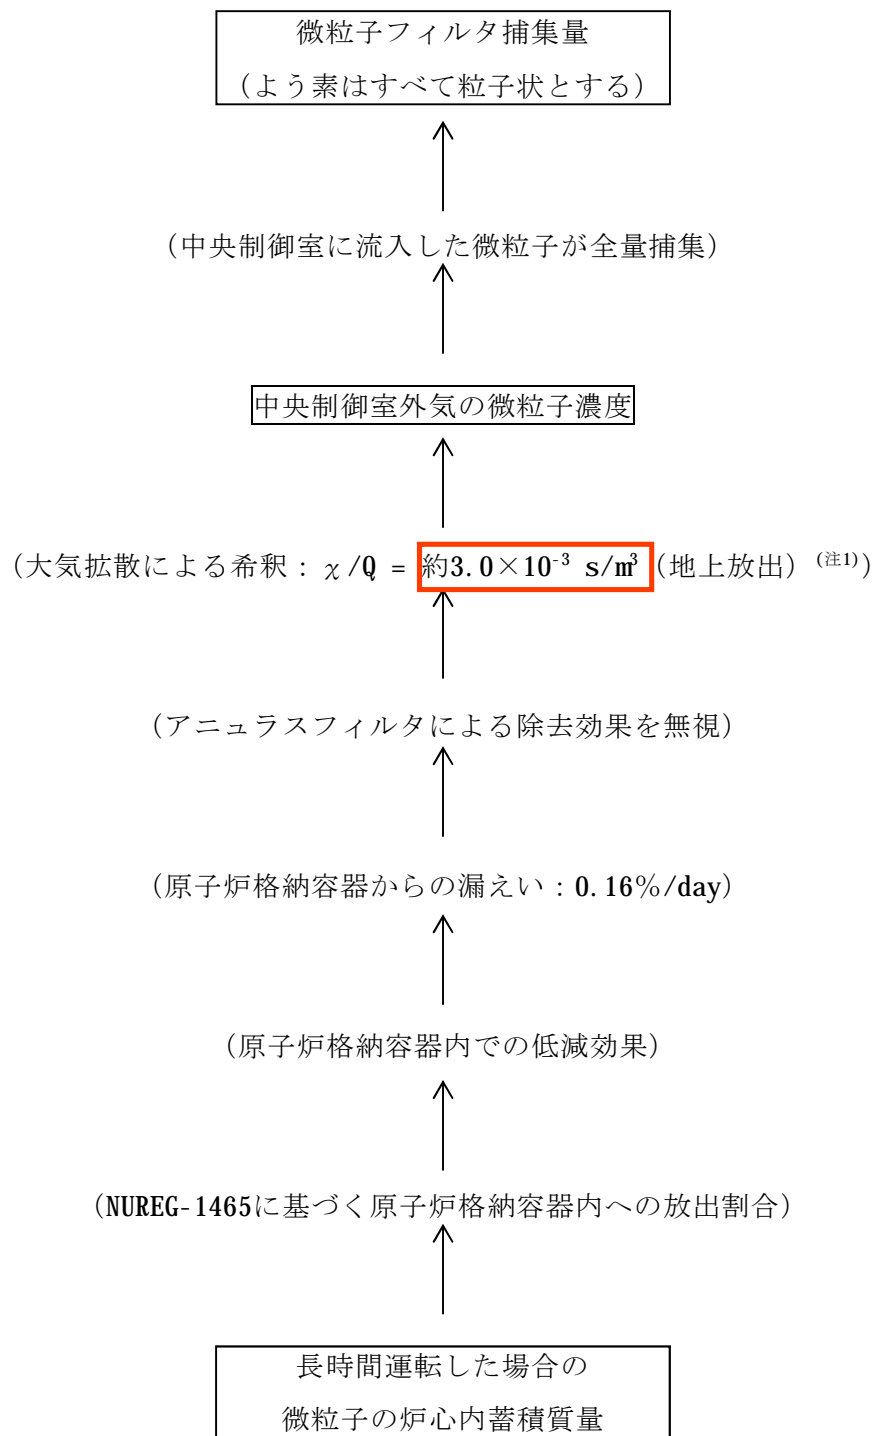 微粒子フィルタ捕集量
(よう素はすべて粒子状とする)
(中央制御室に流入した微粒子が全量捕集)
中央制御室外気の微粒子濃度
(大気拡散による希釈：χ/Q = 約3.0×10⁻³ s/m³ (地上放出) ⁽注1⁾)
(アニュラスフィルタによる除去効果を無視)
(原子炉格納容器からの漏えい：0.16％/day)
(原子炉格納容器内での低減効果)
(NUREG-1465に基づく原子炉格納容器内への放出割合)
長時間運転した場合の
微粒子の炉心内蓄積質量